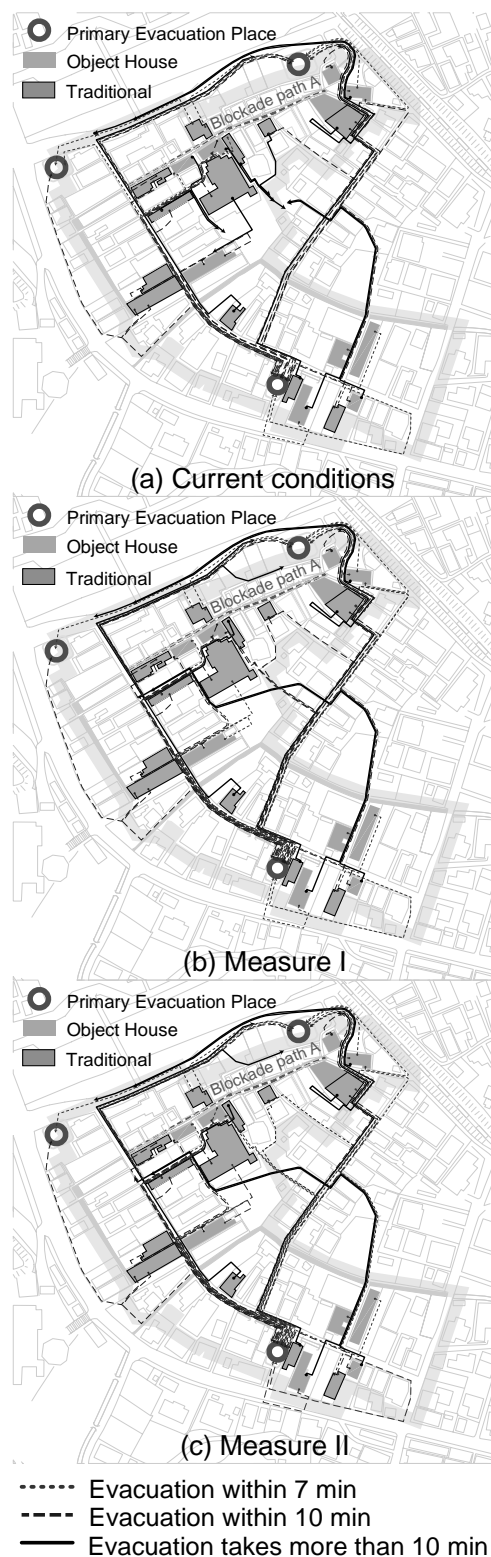 Primary Evacuation Place
Object House
Traditional
Blockade path A
(a) Current conditions
Primary Evacuation Place
Object House
Traditional
Blockade path A
(b) Measure I
Primary Evacuation Place
Object House
Traditional
Blockade path A
(c) Measure II
Evacuation within 7 min
Evacuation within 10 min
Evacuation takes more than 10 min